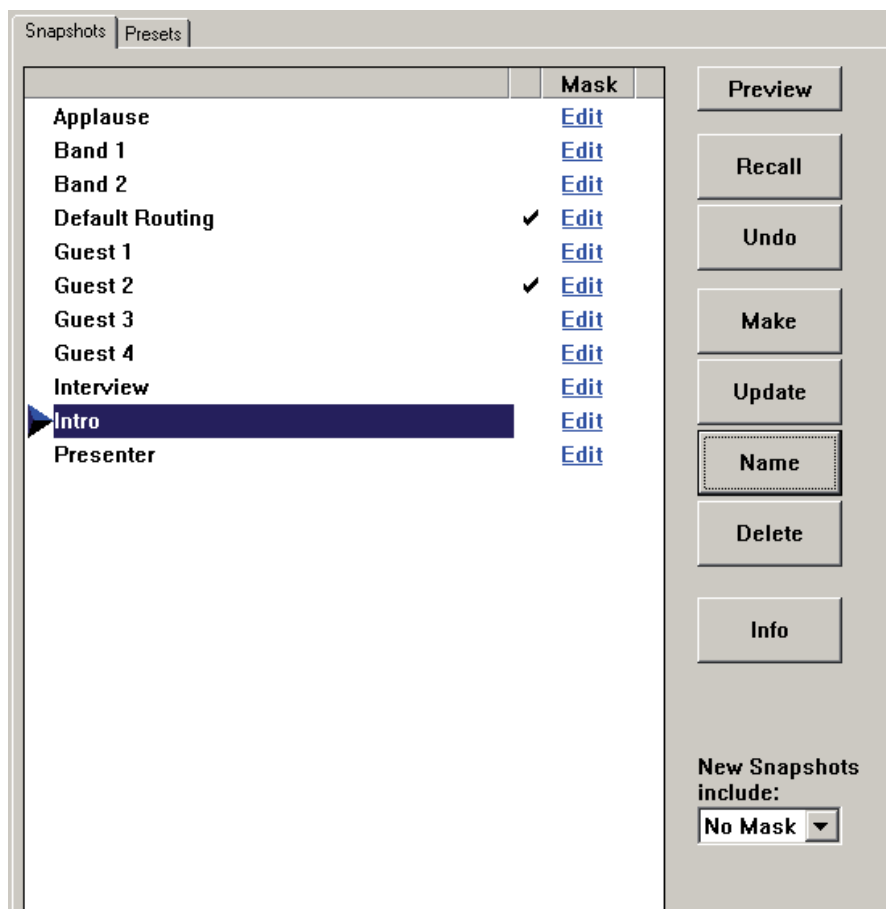 Snapshots Presets
Mask
Applause Edit
Band 1 Edit
Band 2 Edit
Default Routing ✔ Edit
Guest 1 Edit
Guest 2 ✔ Edit
Guest 3 Edit
Guest 4 Edit
Interview Edit
Intro Edit
Presenter Edit
Preview
Recall
Undo
Make
Update
Name
Delete
Info
New Snapshots
include:
No Mask